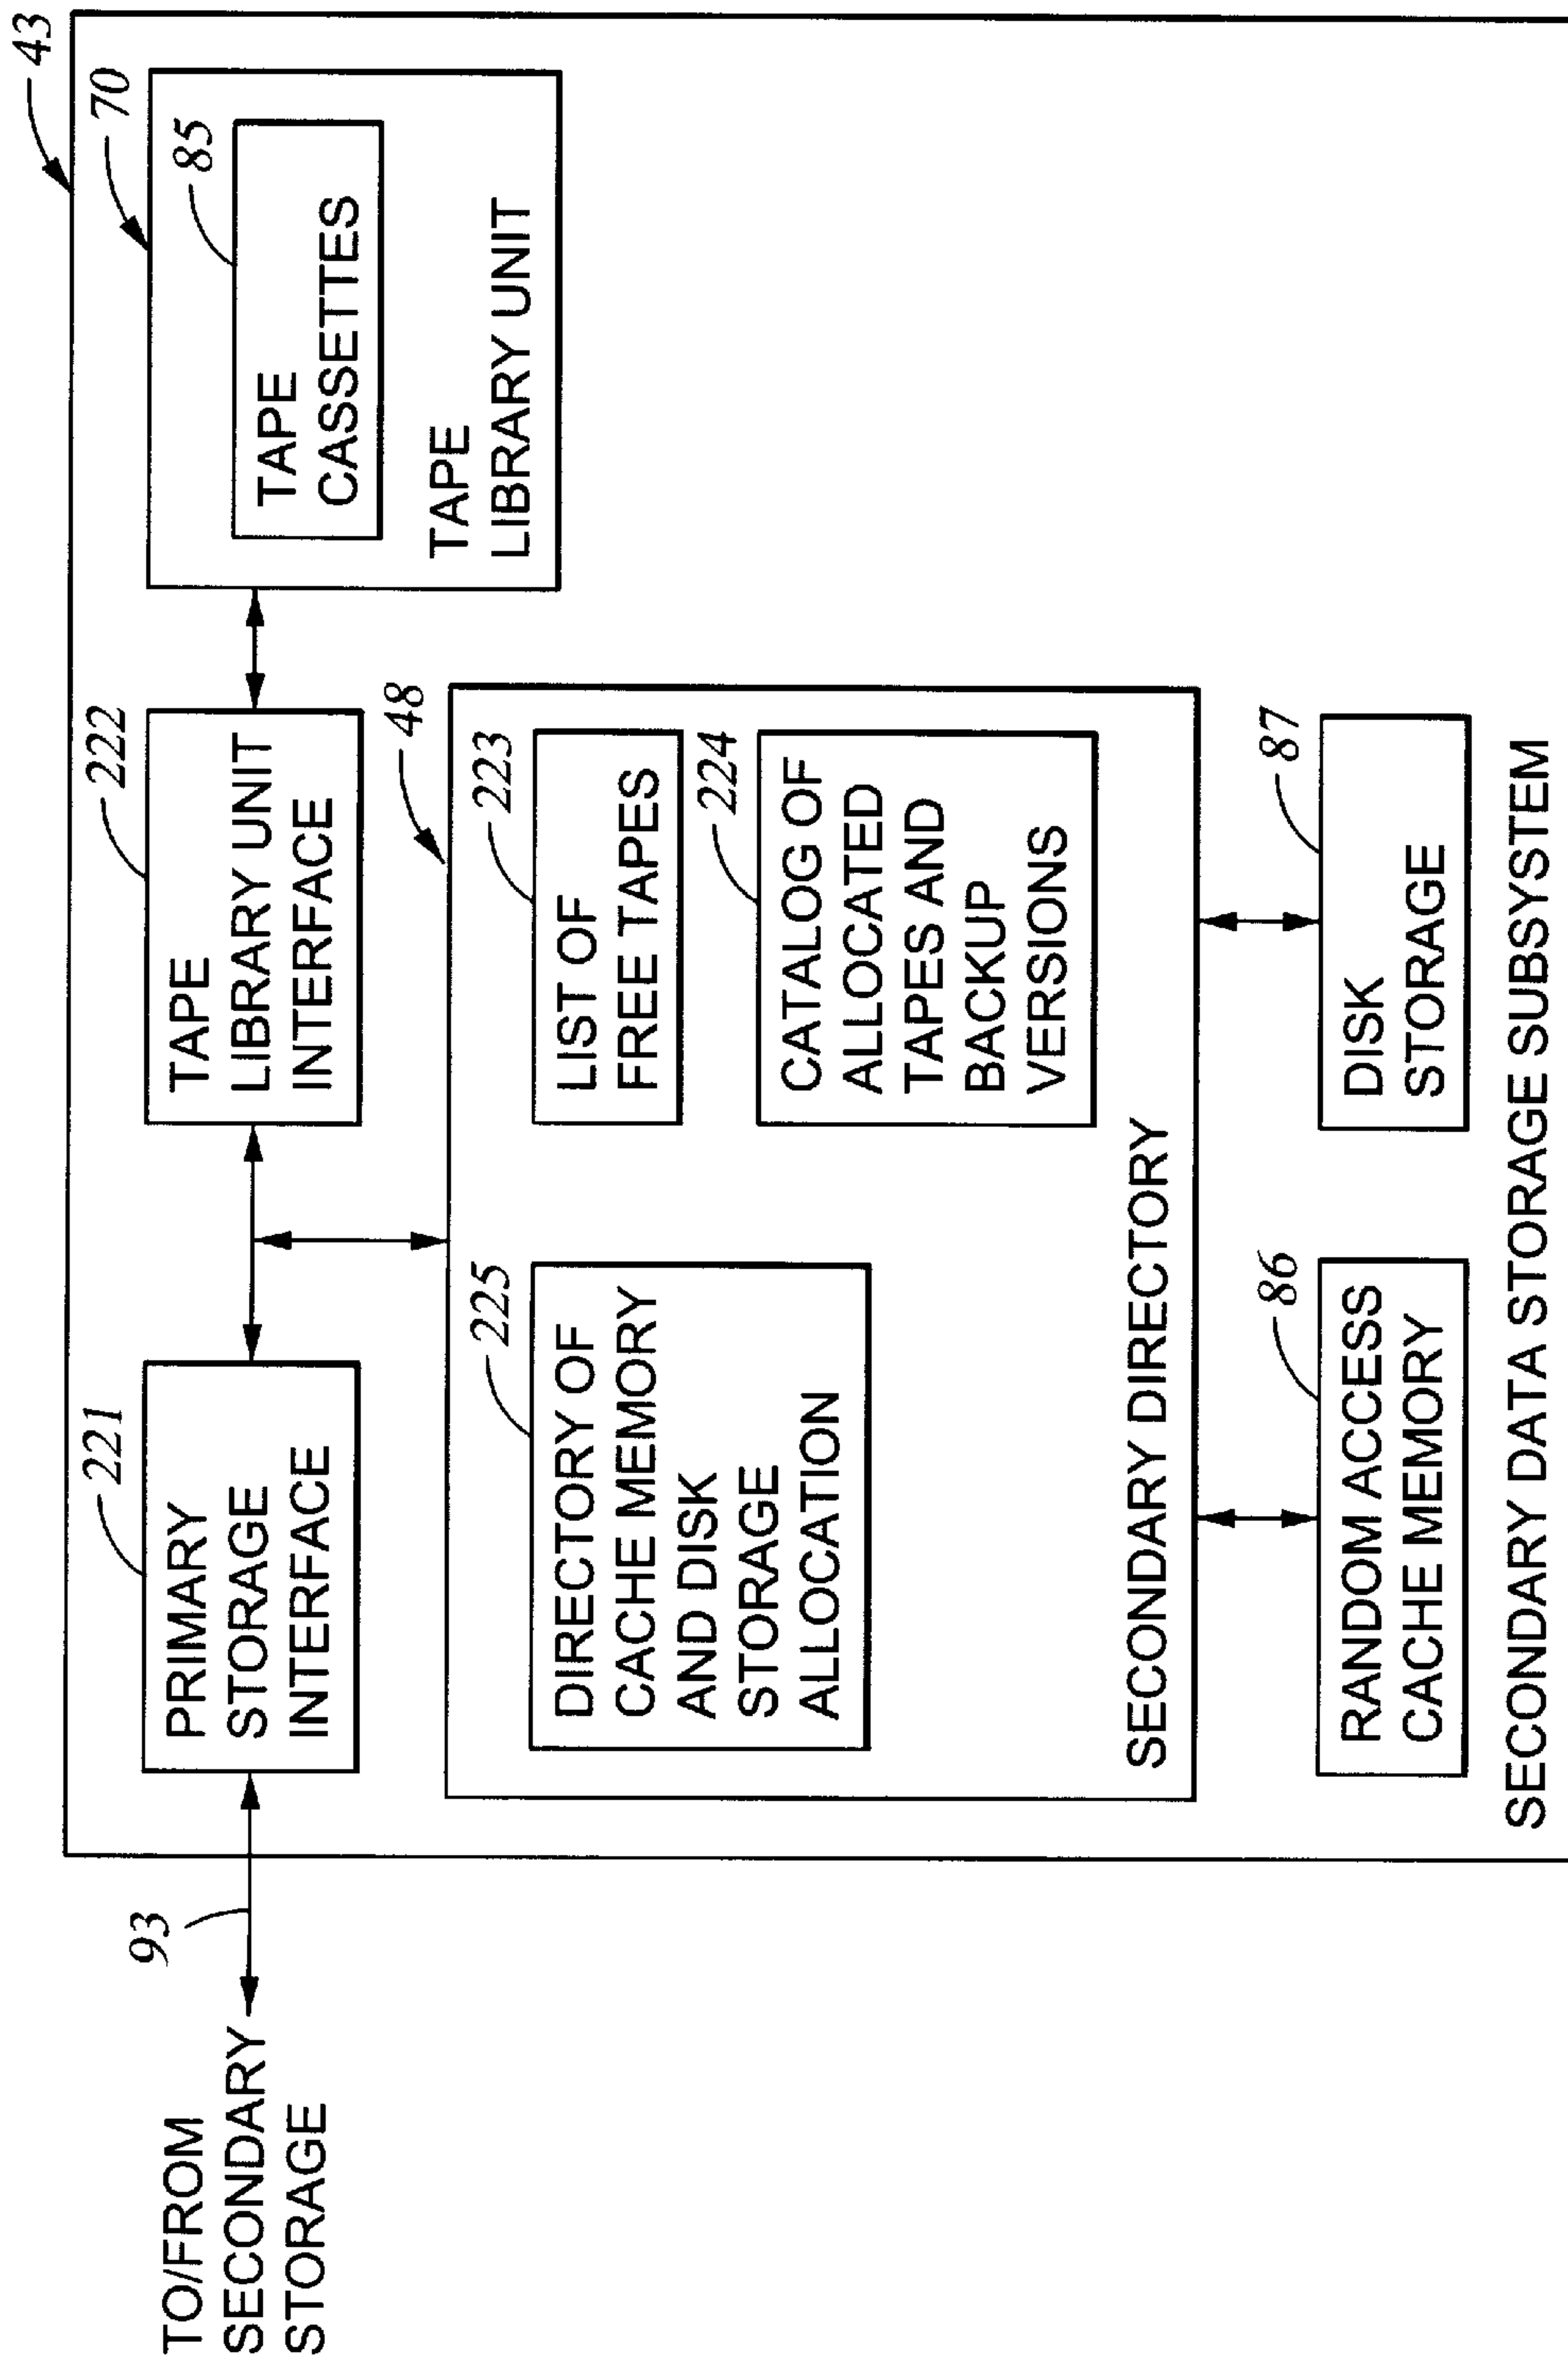 43
70
85
TAPE
CASSETTES
TAPE
LIBRARY UNIT
222
TAPE
LIBRARY UNIT
INTERFACE
221
PRIMARY
STORAGE
INTERFACE
93
TO/FROM
SECONDARY
STORAGE
48
225
DIRECTORY OF
CACHE MEMORY
AND DISK
STORAGE
ALLOCATION
223
LIST OF
FREE TAPES
224
CATALOG OF
ALLOCATED
TAPES AND
BACKUP
VERSIONS
SECONDARY DIRECTORY
86
RANDOM ACCESS
CACHE MEMORY
87
DISK
STORAGE
SECONDARY DATA STORAGE SUBSYSTEM